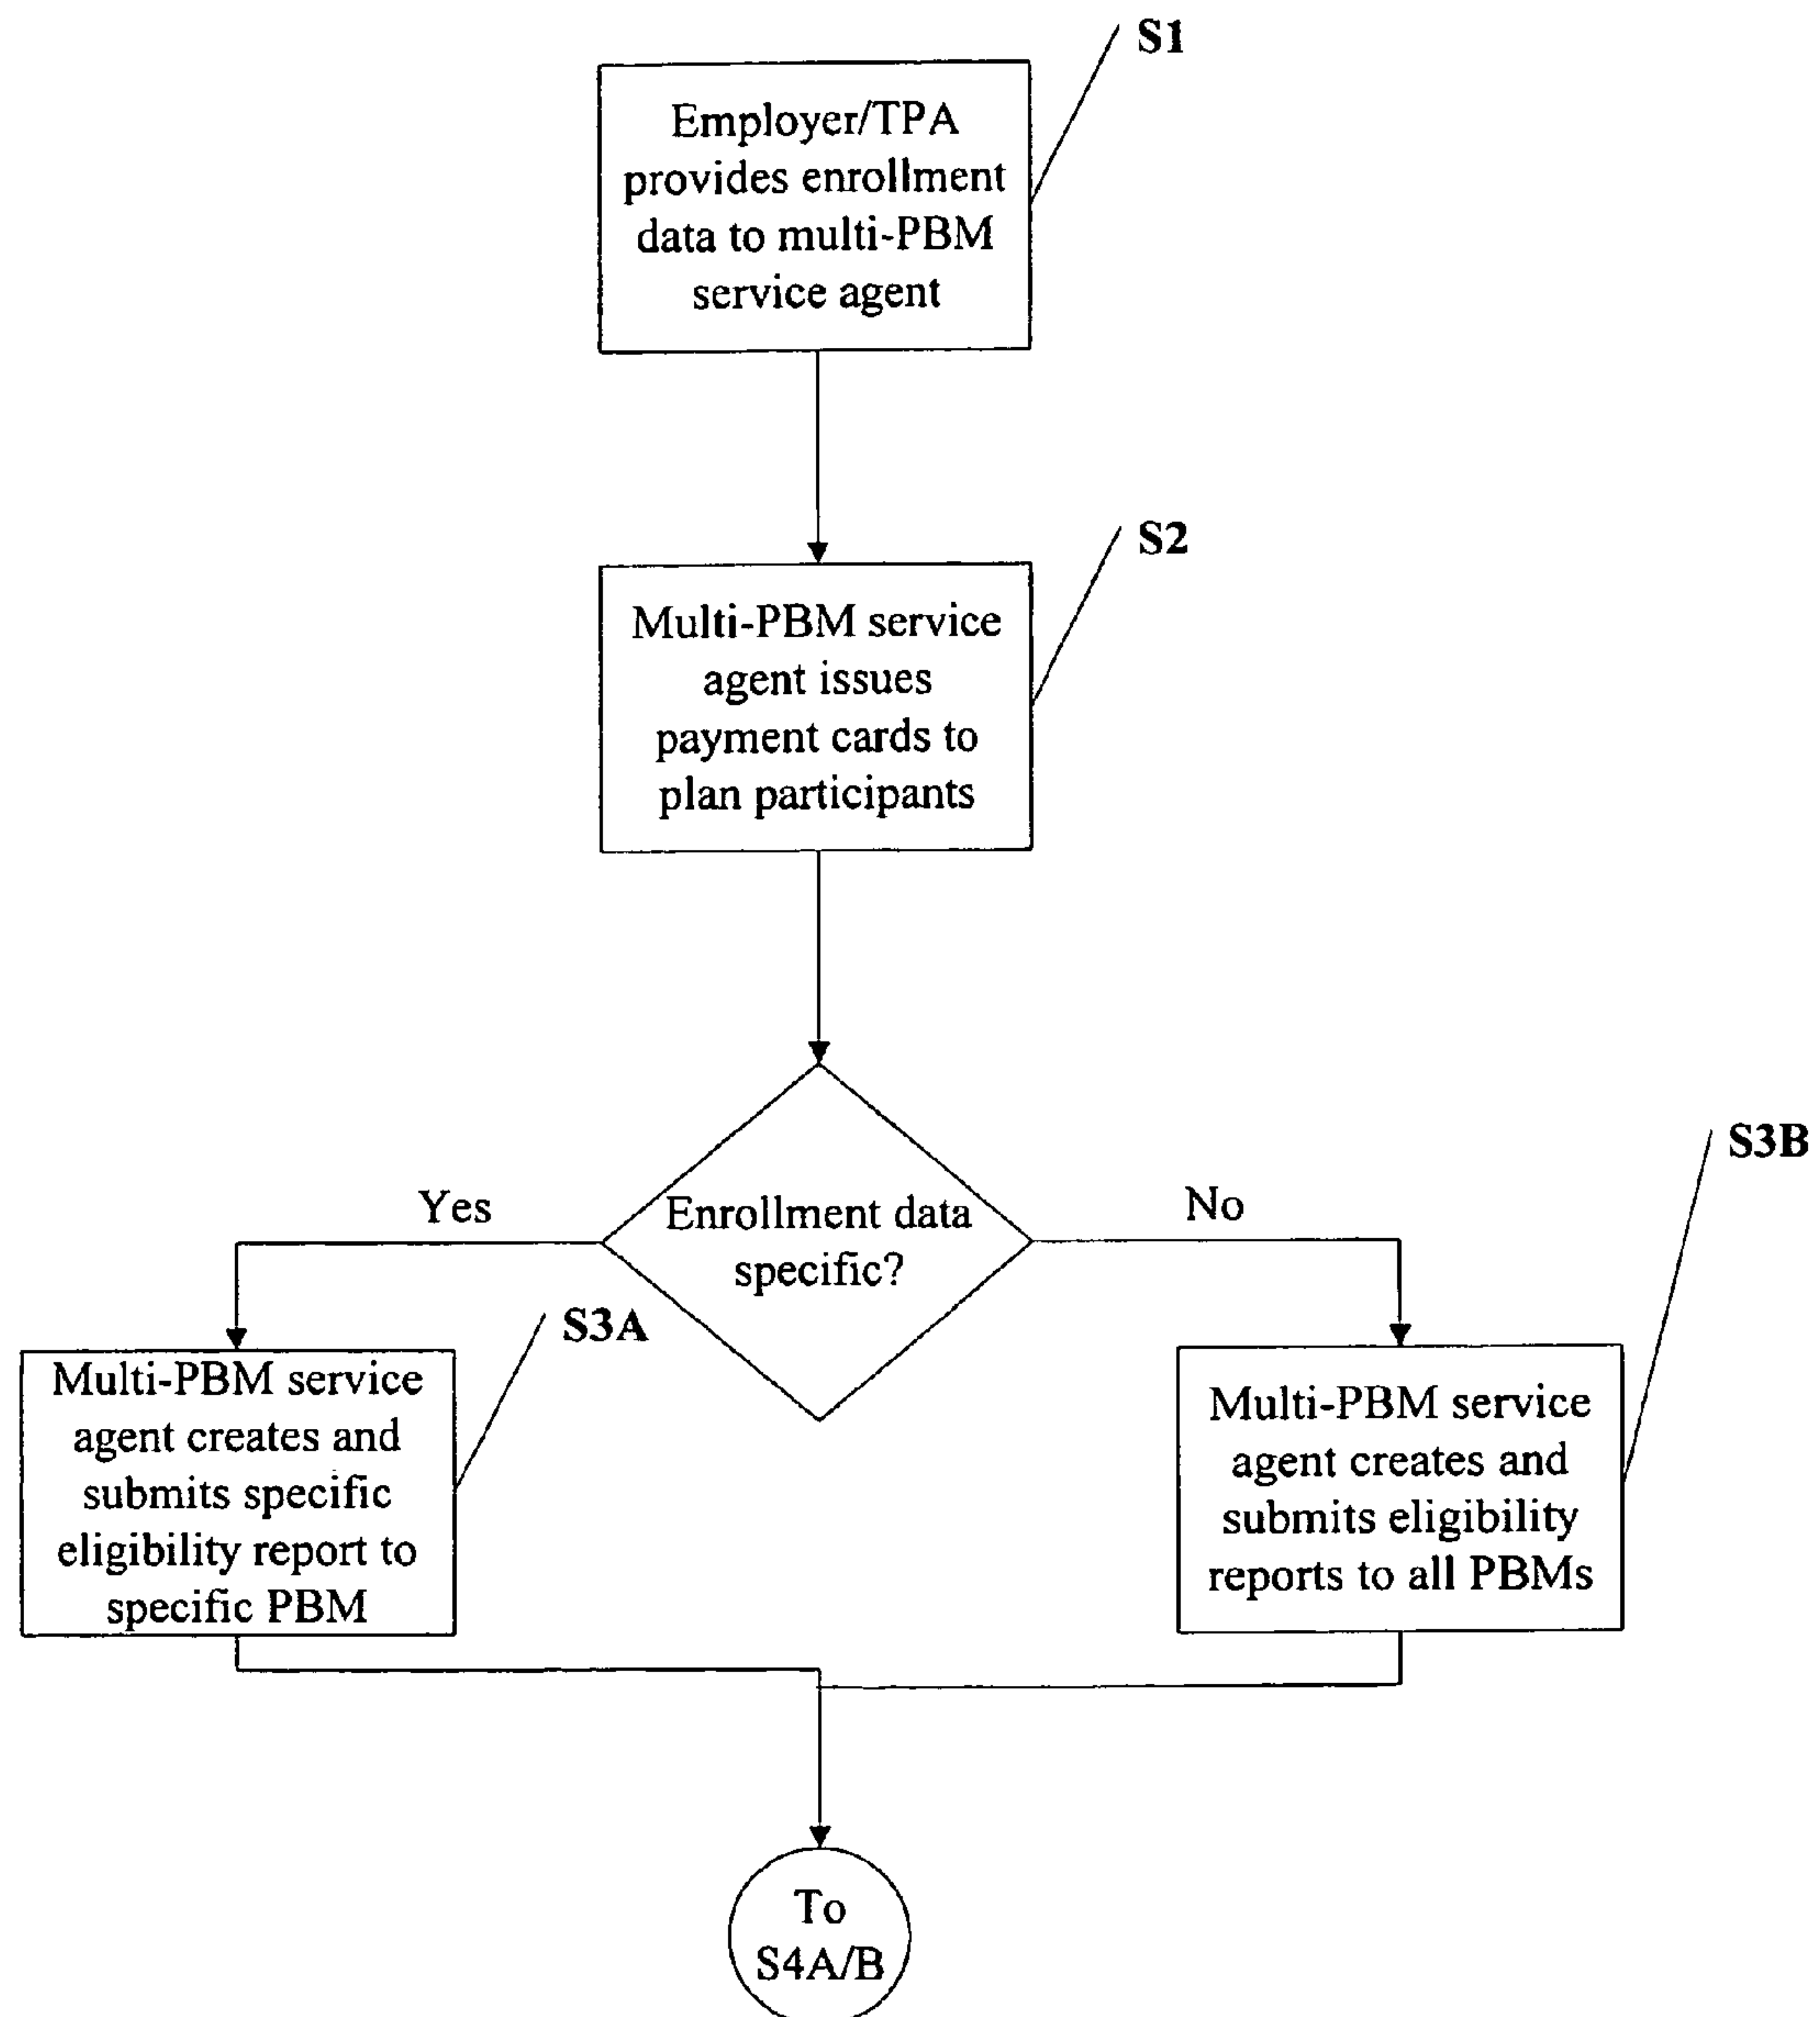 S1
Employer/TPA
provides enrollment
data to multi-PBM
service agent
S2
Multi-PBM service
agent issues
payment cards to
plan participants
Enrollment data
specific?
Yes
No
S3A
Multi-PBM service
agent creates and
submits specific
eligibility report to
specific PBM
S3B
Multi-PBM service
agent creates and
submits eligibility
reports to all PBMs
To
S4A/B